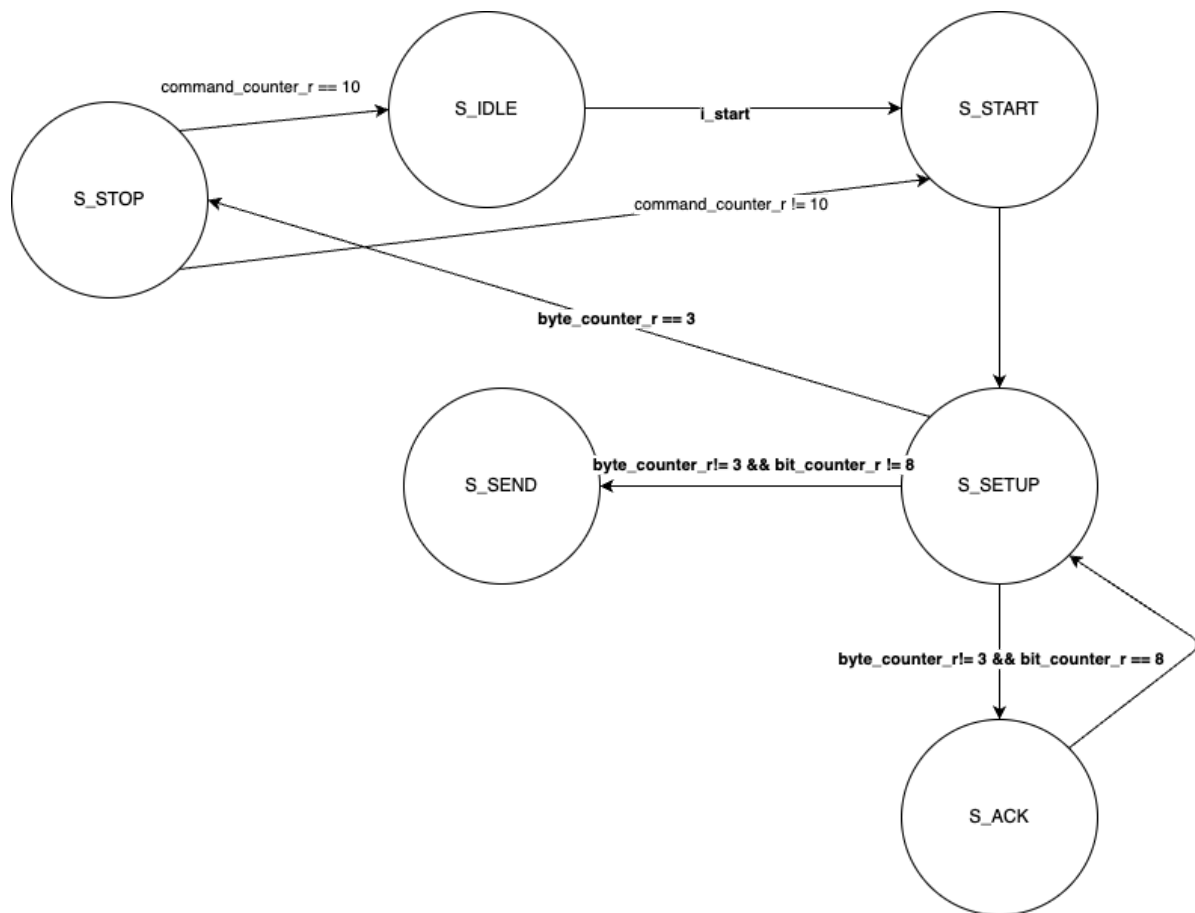 command_counter_r == 10
S_IDLE
i_start
S_START
S_STOP
command_counter_r != 10
byte_counter_r == 3
byte_counter_r!= 3 && bit_counter_r != 8
S_SEND
S_SETUP
byte_counter_r!= 3 && bit_counter_r == 8
S_ACK